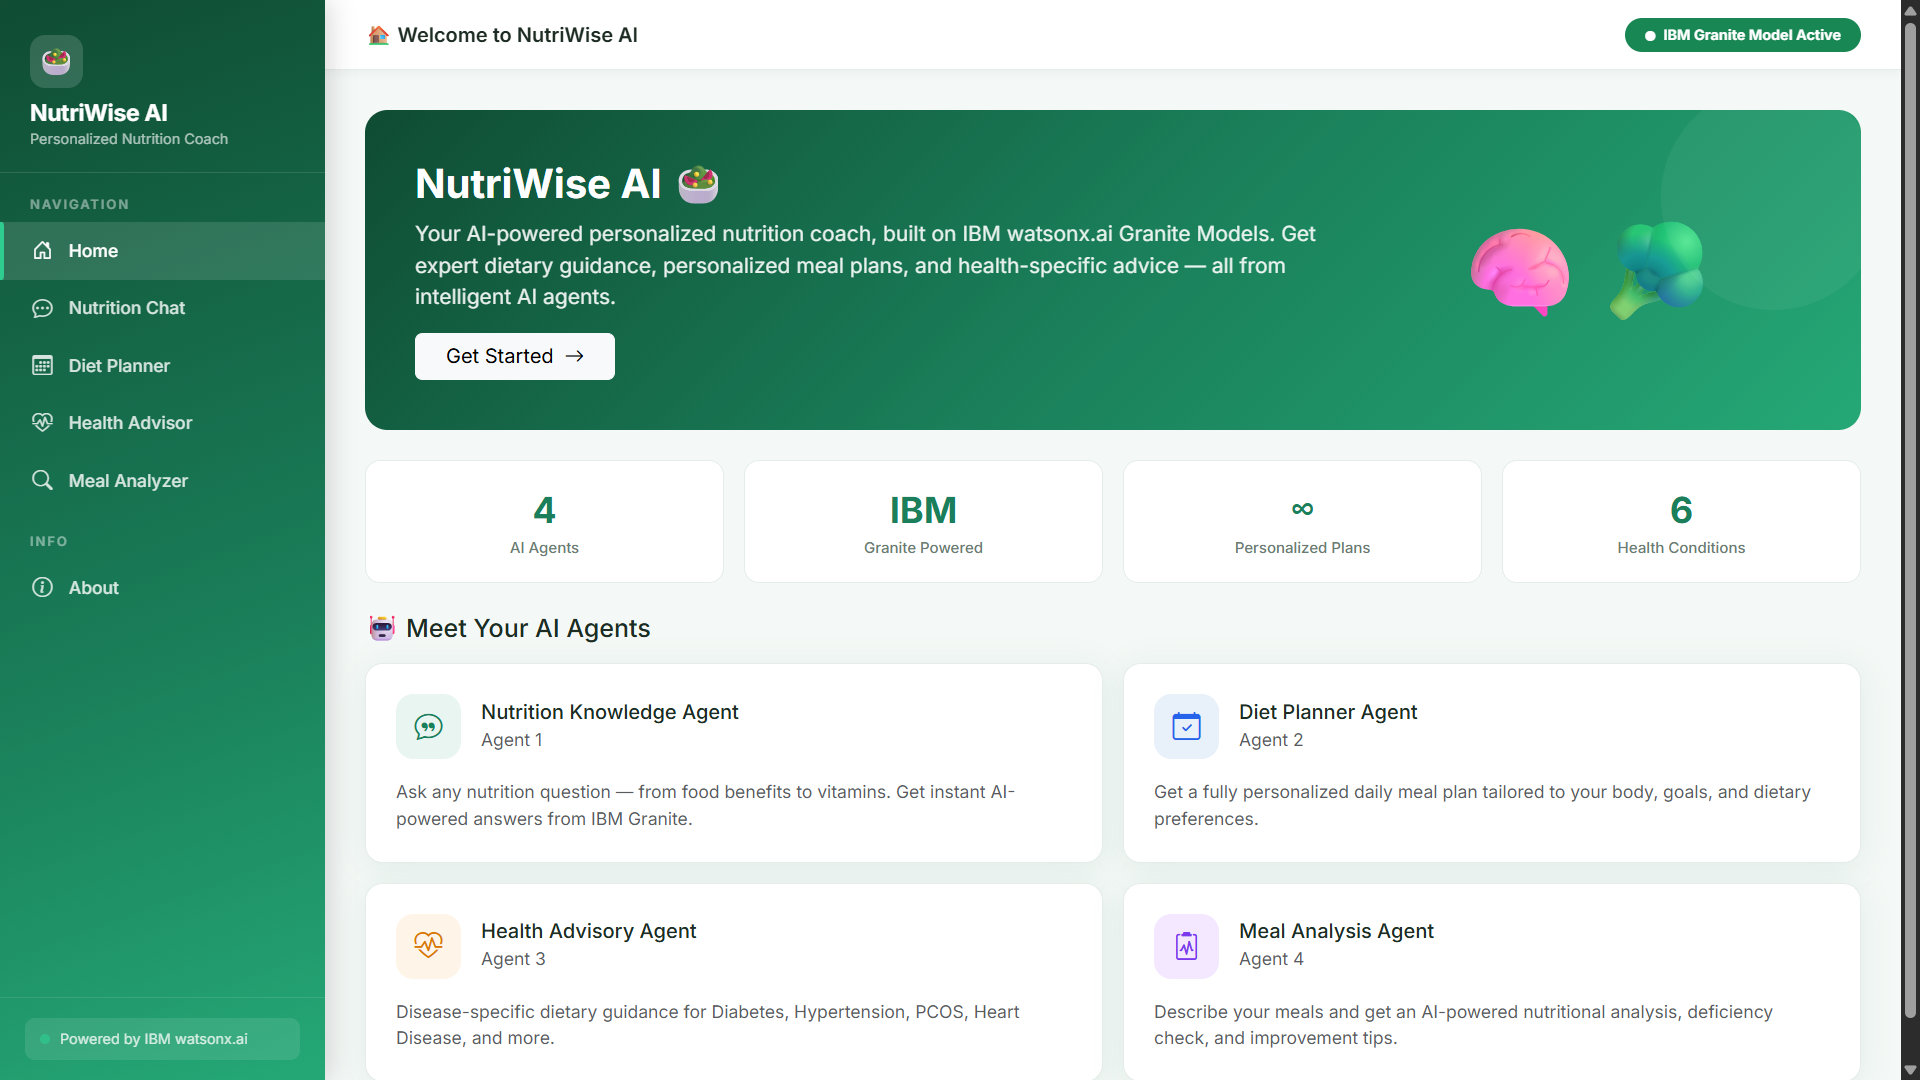 NutriWise AI
Personalized Nutrition Coach
NAVIGATION
Home
Nutrition Chat
Diet Planner
Health Advisor
Meal Analyzer
INFO
About
Powered by IBM watsonx.ai
Welcome to NutriWise AI
IBM Granite Model Active
NutriWise AI
Your AI-powered personalized nutrition coach, built on IBM watsonx.ai Granite Models. Get
expert dietary guidance, personalized meal plans, and health-specific advice — all from
intelligent AI agents.
Get Started →
4
AI Agents
IBM
Granite Powered
∞
Personalized Plans
6
Health Conditions
Meet Your AI Agents
Nutrition Knowledge Agent
Agent 1
Ask any nutrition question — from food benefits to vitamins. Get instant AI-
powered answers from IBM Granite.
Diet Planner Agent
Agent 2
Get a fully personalized daily meal plan tailored to your body, goals, and dietary
preferences.
Health Advisory Agent
Agent 3
Disease-specific dietary guidance for Diabetes, Hypertension, PCOS, Heart
Disease, and more.
Meal Analysis Agent
Agent 4
Describe your meals and get an AI-powered nutritional analysis, deficiency
check, and improvement tips.